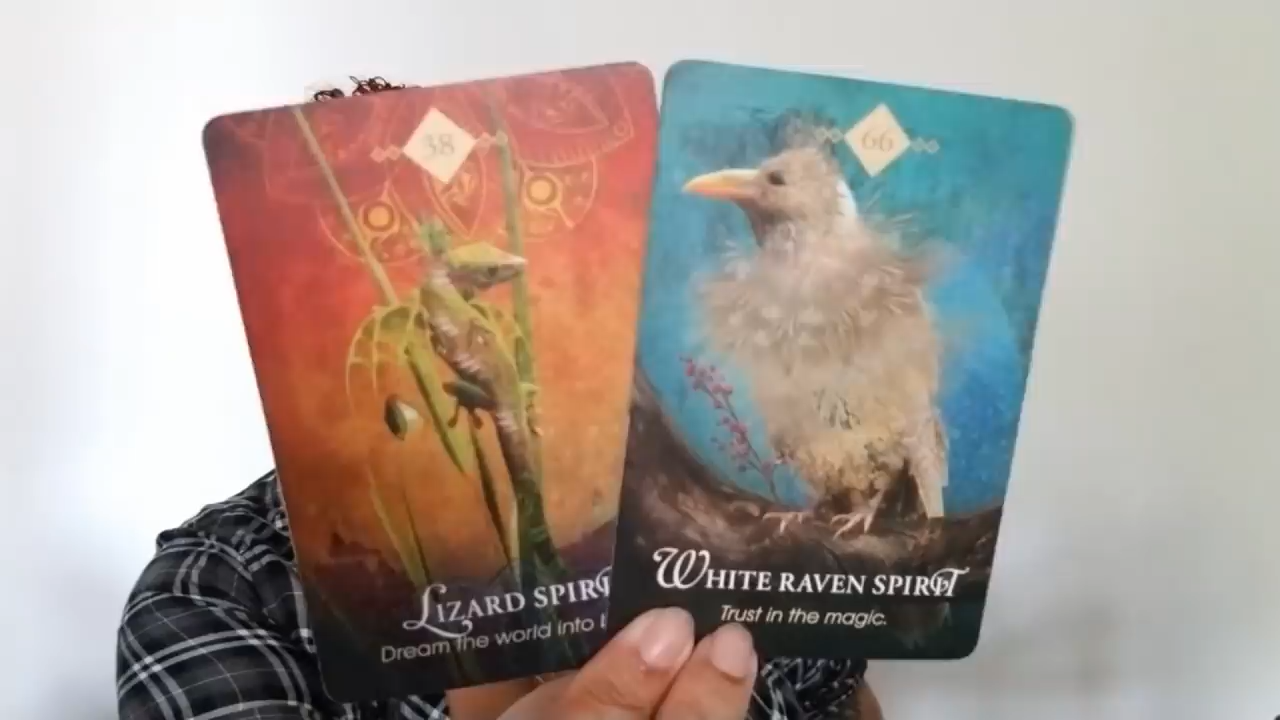 38
LIZARD SPIRIT
Dream the world into
66
WHITE RAVEN SPIRIT
Trust in the magic.